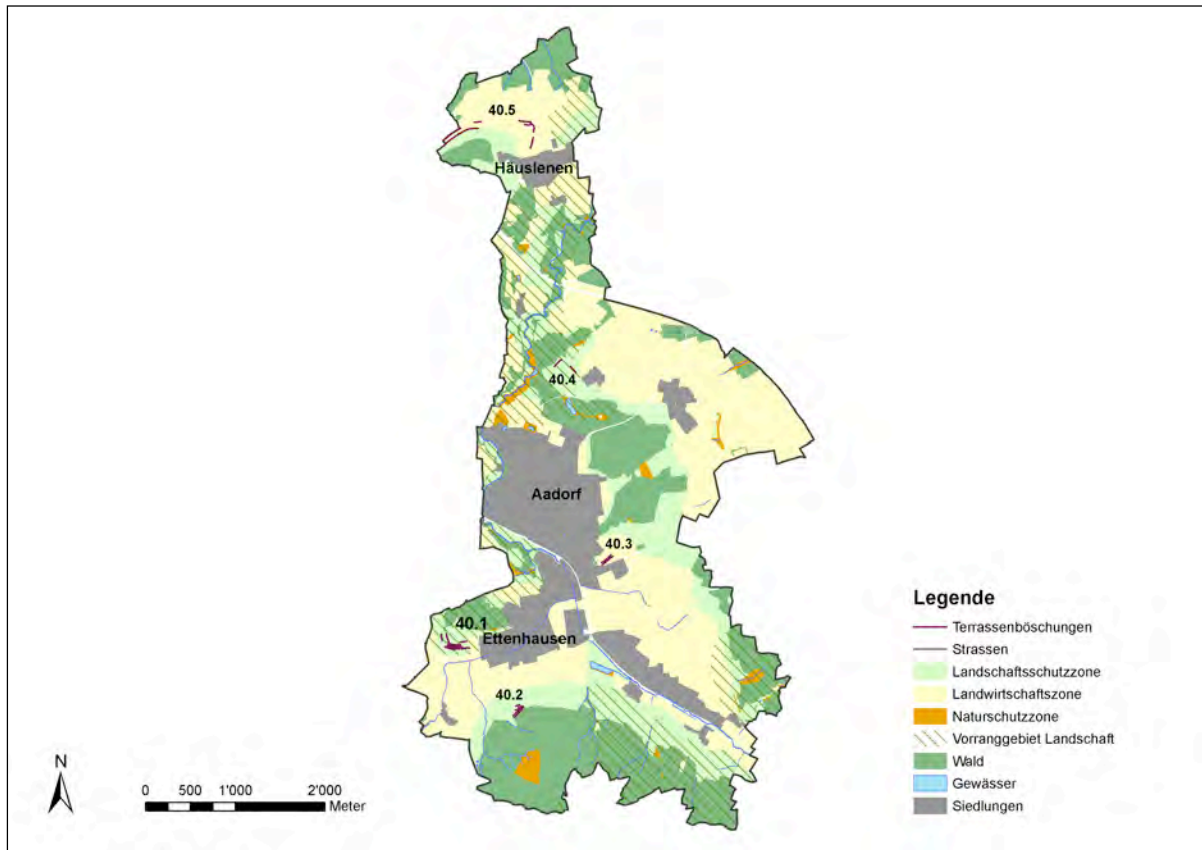 40.5
Häuslenen
40.4
Aadorf
40.3
40.1
Ettenhausen
40.2
N
0 500 1'000 2'000
Meter
Legende
Terrassenböschungen
Strassen
Landschaftsschutzzone
Landwirtschaftszone
Naturschutzzone
Vorranggebiet Landschaft
Wald
Gewässer
Siedlungen